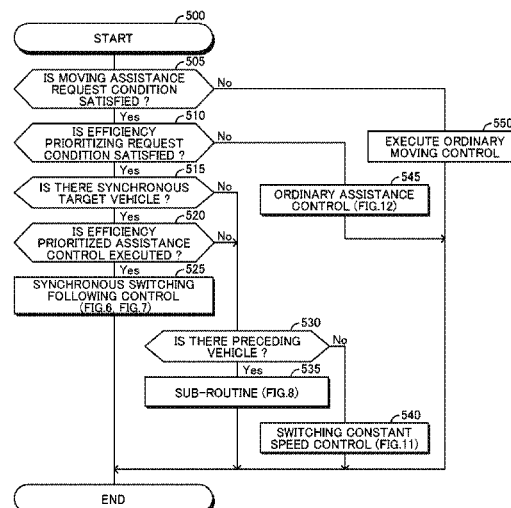 500
START
505
IS MOVING ASSISTANCE
REQUEST CONDITION
SATISFIED ?
No
Yes
510
IS EFFICIENCY
PRIORITIZING REQUEST
CONDITION SATISFIED ?
No
550
EXECUTE ORDINARY
MOVING CONTROL
Yes
515
IS THERE SYNCHRONOUS
TARGET VEHICLE ?
No
545
ORDINARY ASSISTANCE
CONTROL (FIG.12)
Yes
520
IS EFFICIENCY
PRIORITIZED ASSISTANCE
CONTROL EXECUTED ?
No
Yes
525
SYNCHRONOUS SWITCHING
FOLLOWING CONTROL
(FIG.6, FIG.7)
530
IS THERE PRECEDING
VEHICLE ?
No
Yes
535
SUB-ROUTINE (FIG.8)
540
SWITCHING CONSTANT
SPEED CONTROL (FIG.11)
END